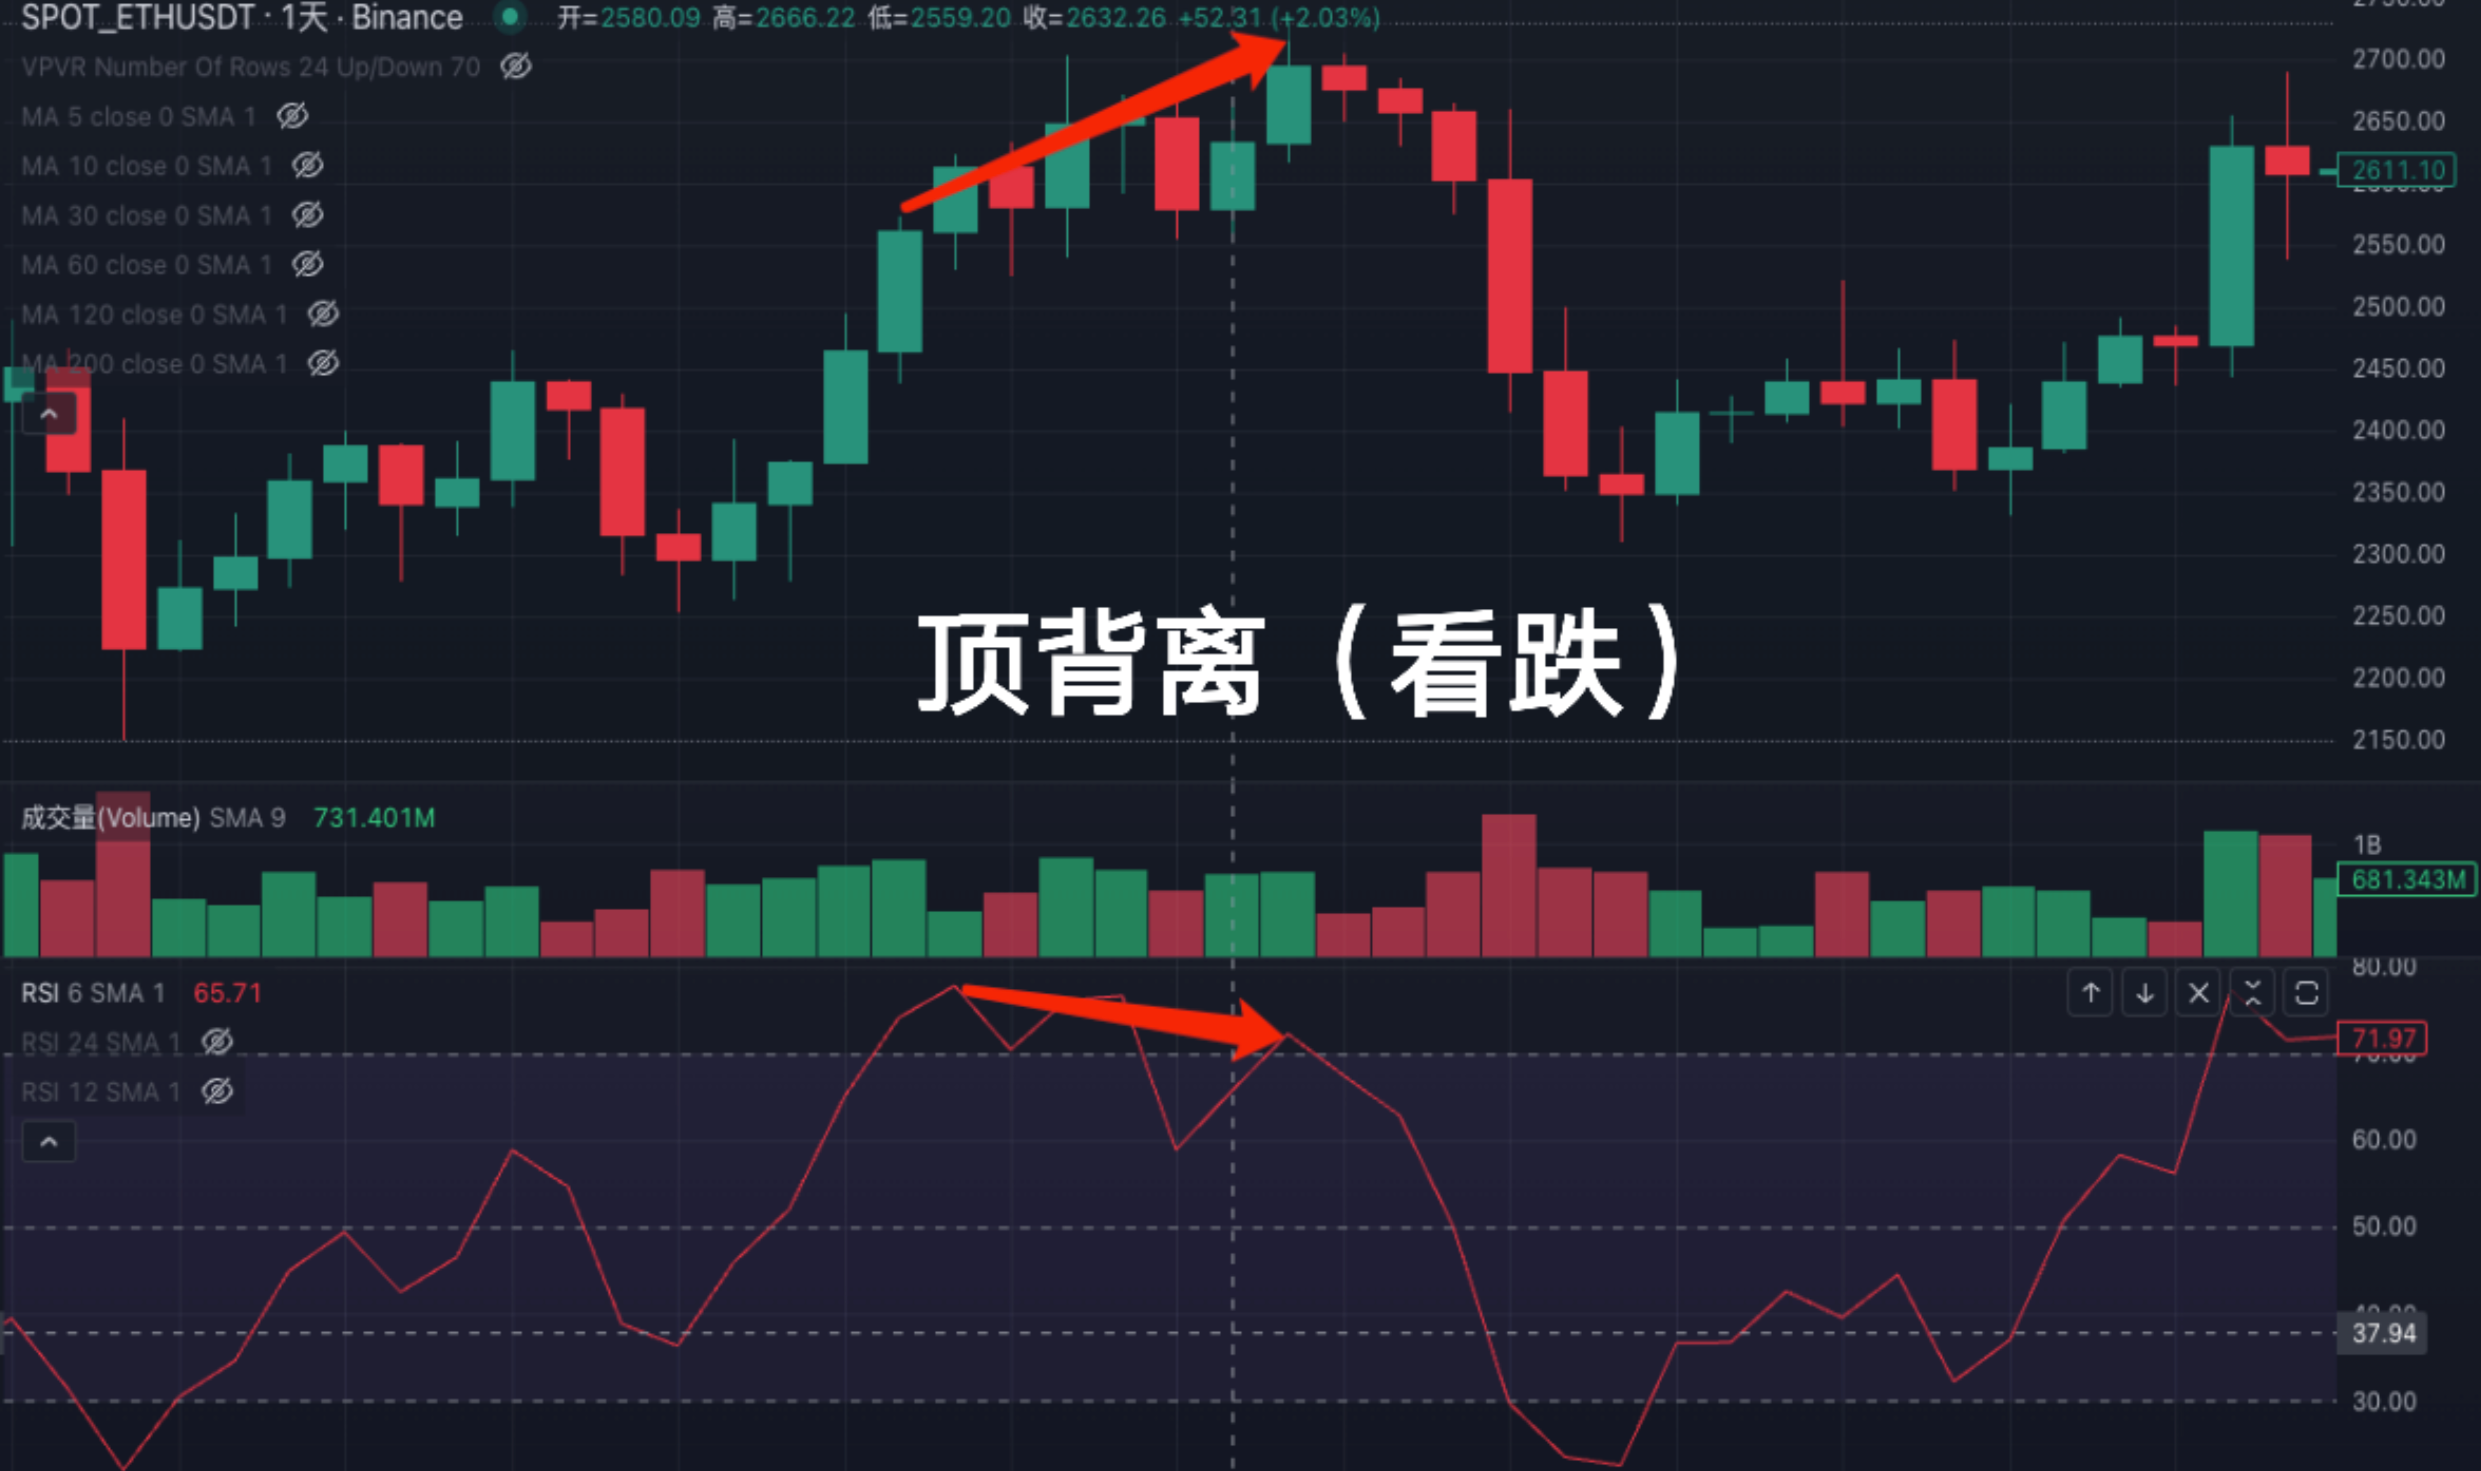 SPOT_ETHUSDT · 1天 · Binance 开=2580.09 高=2666.22 低=2559.20 收=2632.26 +52.31 (+2.03%)
VPVR Number Of Rows 24 Up/Down 70
MA 5 close 0 SMA 1
MA 10 close 0 SMA 1
MA 30 close 0 SMA 1
MA 60 close 0 SMA 1
MA 120 close 0 SMA 1
MA 200 close 0 SMA 1
2700.00
2650.00
2611.10
2550.00
2500.00
2450.00
2400.00
2350.00
2300.00
2250.00
2200.00
2150.00
顶背离（看跌）
成交量(Volume) SMA 9 731.401M
1B
681.343M
80.00
RSI 6 SMA 1 65.71
RSI 24 SMA 1
RSI 12 SMA 1
71.97
60.00
50.00
37.94
30.00